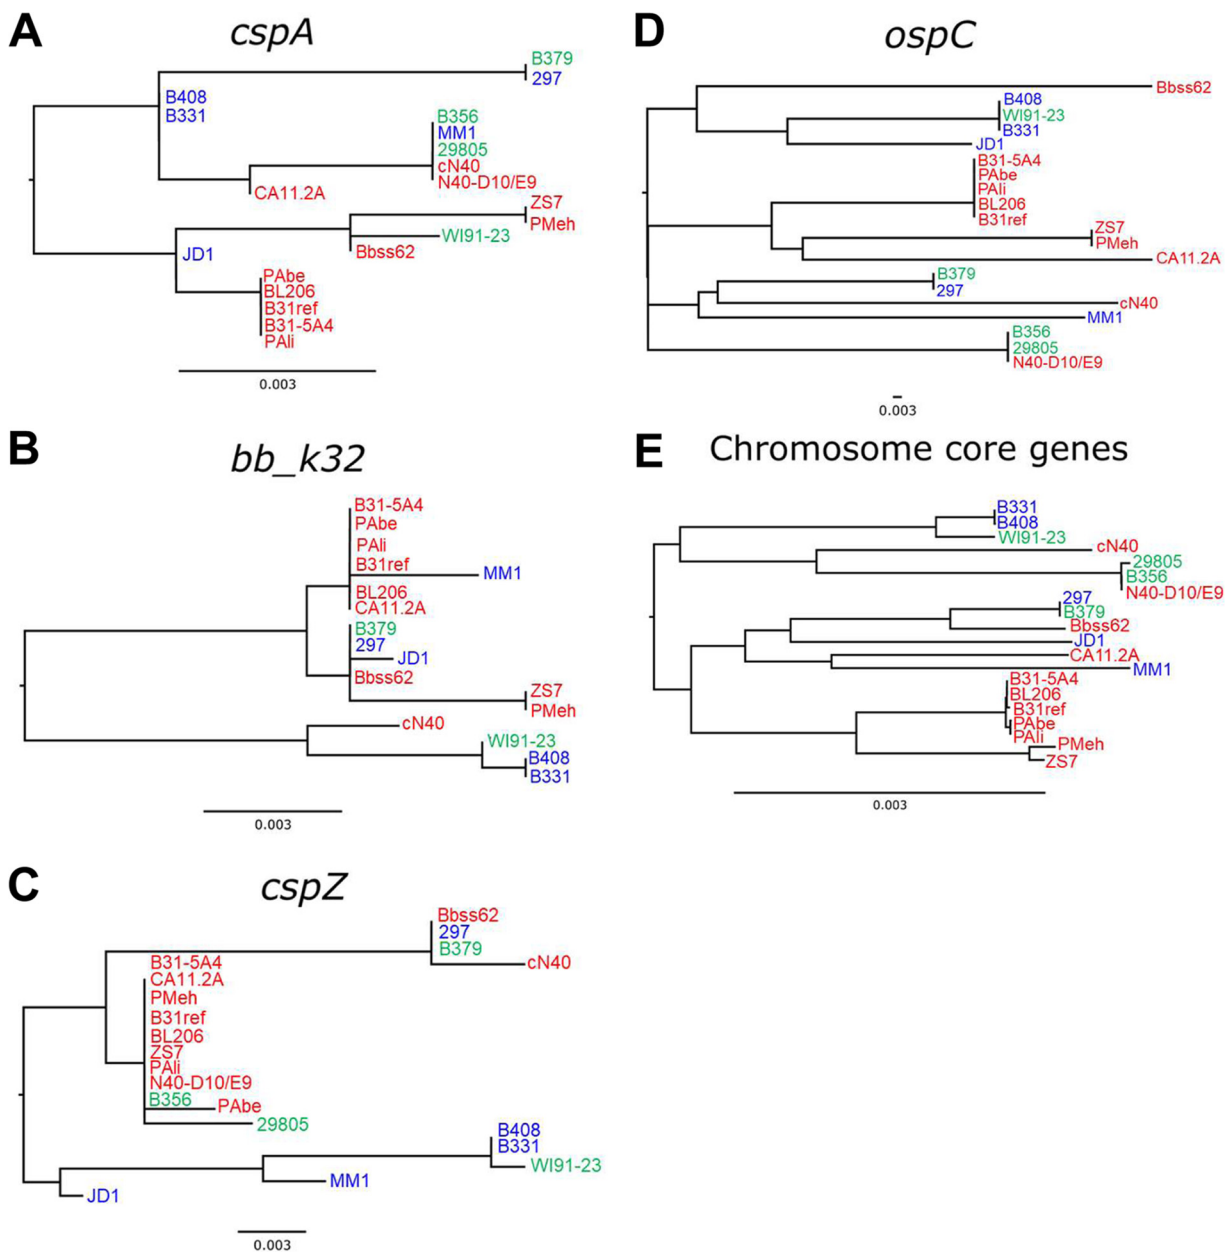 A
cspA
B379
297
B408
B331
B356
MM1
29805
cN40
N40-D10/E9
CA11.2A
ZS7
PMeh
WI91-23
Bbss62
JD1
PAbe
BL206
B31ref
B31-5A4
PAli
0.003
B
bb_k32
B31-5A4
PAbe
PAli
B31ref
MM1
BL206
CA11.2A
B379
297
JD1
Bbss62
ZS7
PMeh
cN40
WI91-23
B408
B331
0.003
C
cspZ
Bbss62
297
B379
cN40
B31-5A4
CA11.2A
PMeh
B31ref
BL206
ZS7
PAli
N40-D10/E9
B356
PAbe
29805
B408
B331
WI91-23
MM1
JD1
0.003
D
ospC
Bbss62
B408
WI91-23
B331
JD1
B31-5A4
PAbe
PAli
BL206
B31ref
ZS7
PMeh
CA11.2A
B379
297
cN40
MM1
B356
29805
N40-D10/E9
0.003
E
Chromosome core genes
B331
B408
WI91-23
cN40
29805
B356
N40-D10/E9
297
B379
Bbss62
JD1
CA11.2A
MM1
B31-5A4
BL206
B31ref
PAbe
PAli
PMeh
ZS7
0.003